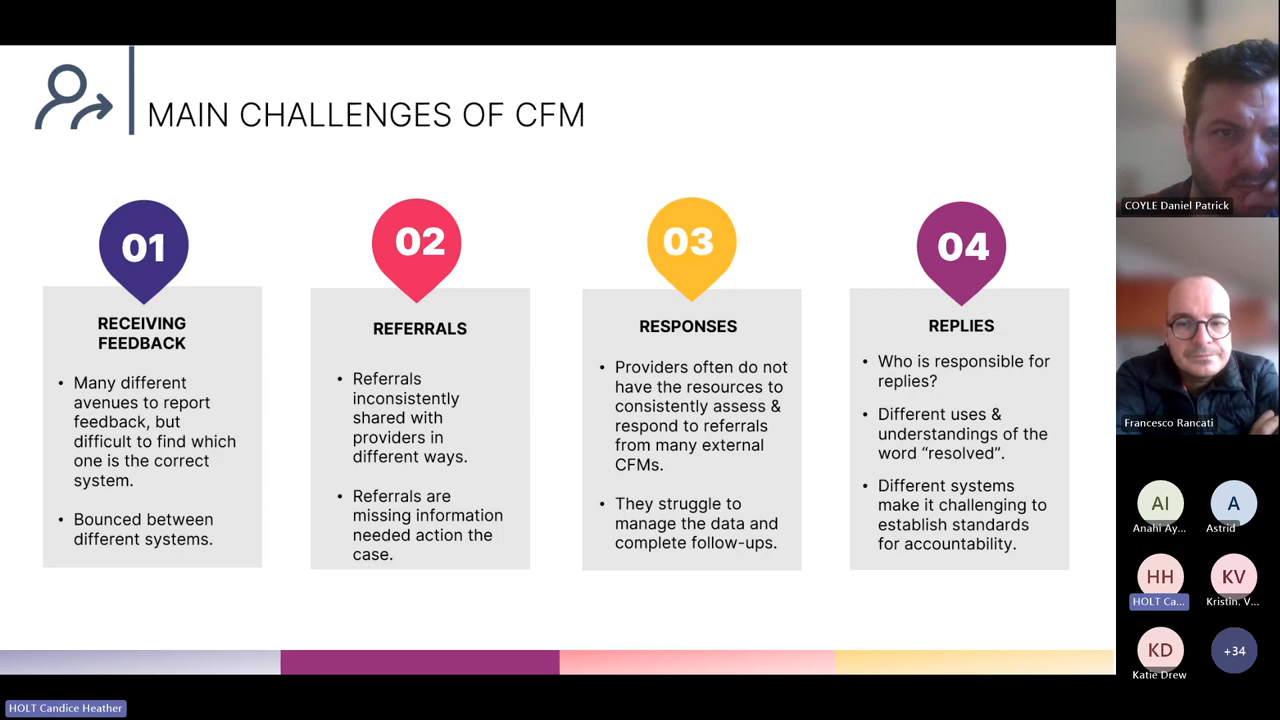 MAIN CHALLENGES OF CFM
01
RECEIVING
FEEDBACK
• Many different
avenues to report
feedback, but
difficult to find which
one is the correct
system.
• Bounced between
different systems.
02
REFERRALS
• Referrals
inconsistently
shared with
providers in
different ways.
• Referrals are
missing information
needed action the
case.
03
RESPONSES
• Providers often do not
have the resources to
consistently assess &
respond to referrals
from many external
CFMs.
• They struggle to
manage the data and
complete follow-ups.
04
REPLIES
• Who is responsible for
replies?
• Different uses &
understandings of the
word “resolved”.
• Different systems
make it challenging to
establish standards
for accountability.
COYLE Daniel Patrick
Francesco Rancati
AI
Anahi Ay...
A
Astrid
HH
HOLT Ca...
KV
Kristin. V...
KD
Katie Drew
+34
HOLT Candice Heather